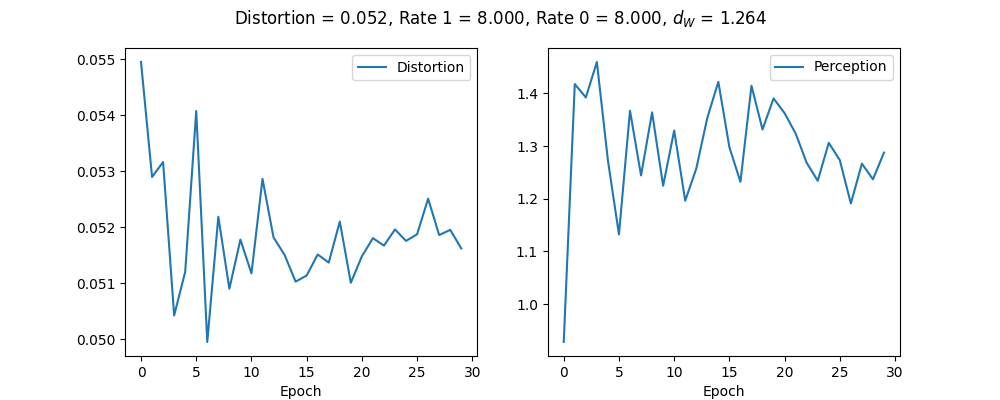 Distortion = 0.052, Rate 1 = 8.000, Rate 0 = 8.000, d_W = 1.264
0.055
0.054
0.053
0.052
0.051
0.050
Distortion
0 5 10 15 20 25 30
Epoch
1.4
1.3
1.2
1.1
1.0
Perception
0 5 10 15 20 25 30
Epoch